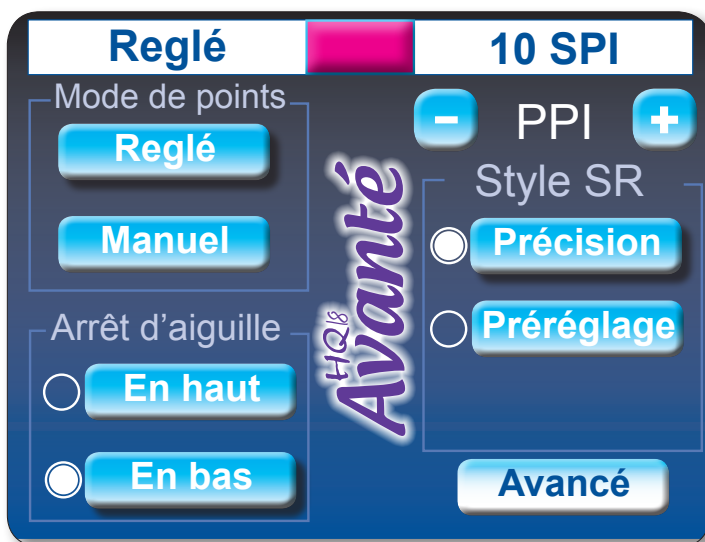 Reglé
10 SPI
Mode de points
Reglé
Manuel
Arrêt d’aiguille
En haut
En bas
HQ18
Avanté
- PPI +
Style SR
Précision
Préréglage
Avancé